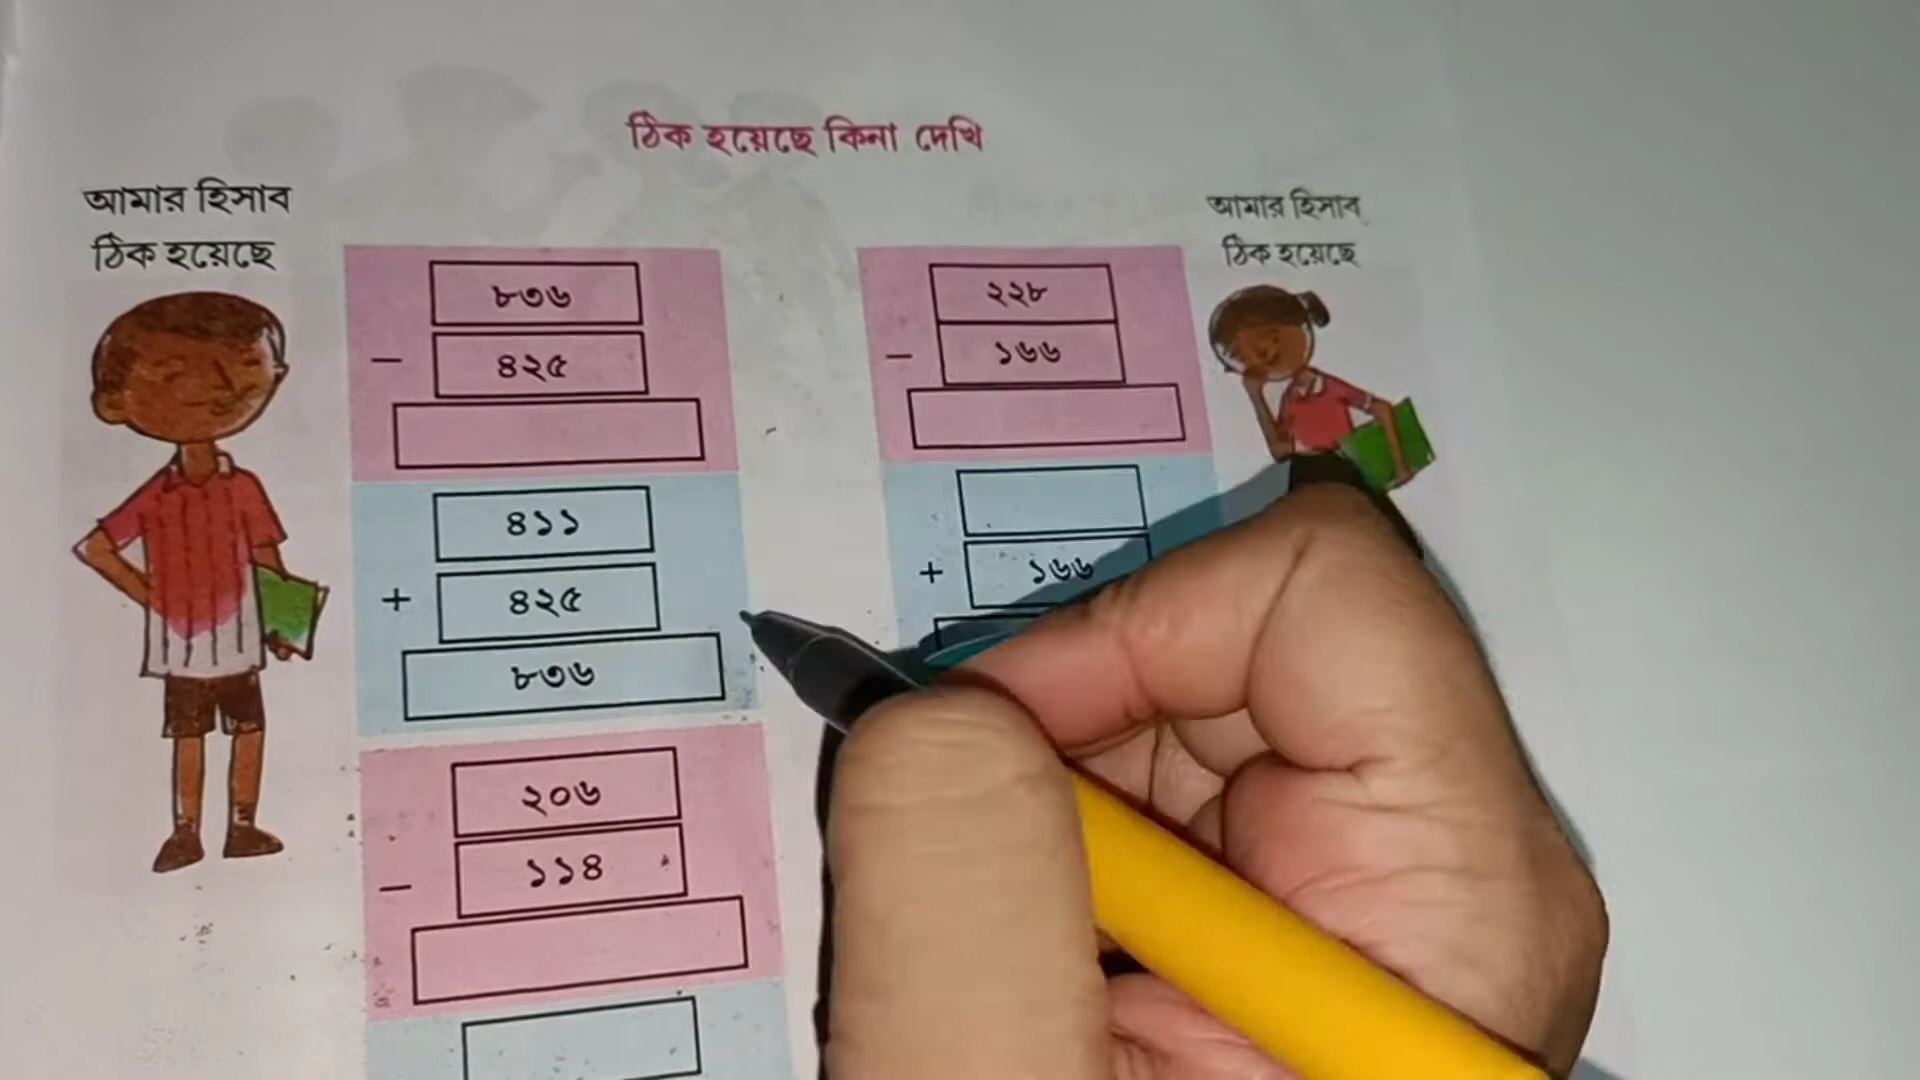 ঠিক হয়েছে কিনা দেখি
আমার হিসাব
ঠিক হয়েছে
৮৩৬
− ৪২৫
৪১১
+ ৪২৫
৮৩৬
২০৬
− ১১৪
২২৮
− ১৬৬
+ ১৬৬
আমার হিসাব
ঠিক হয়েছে